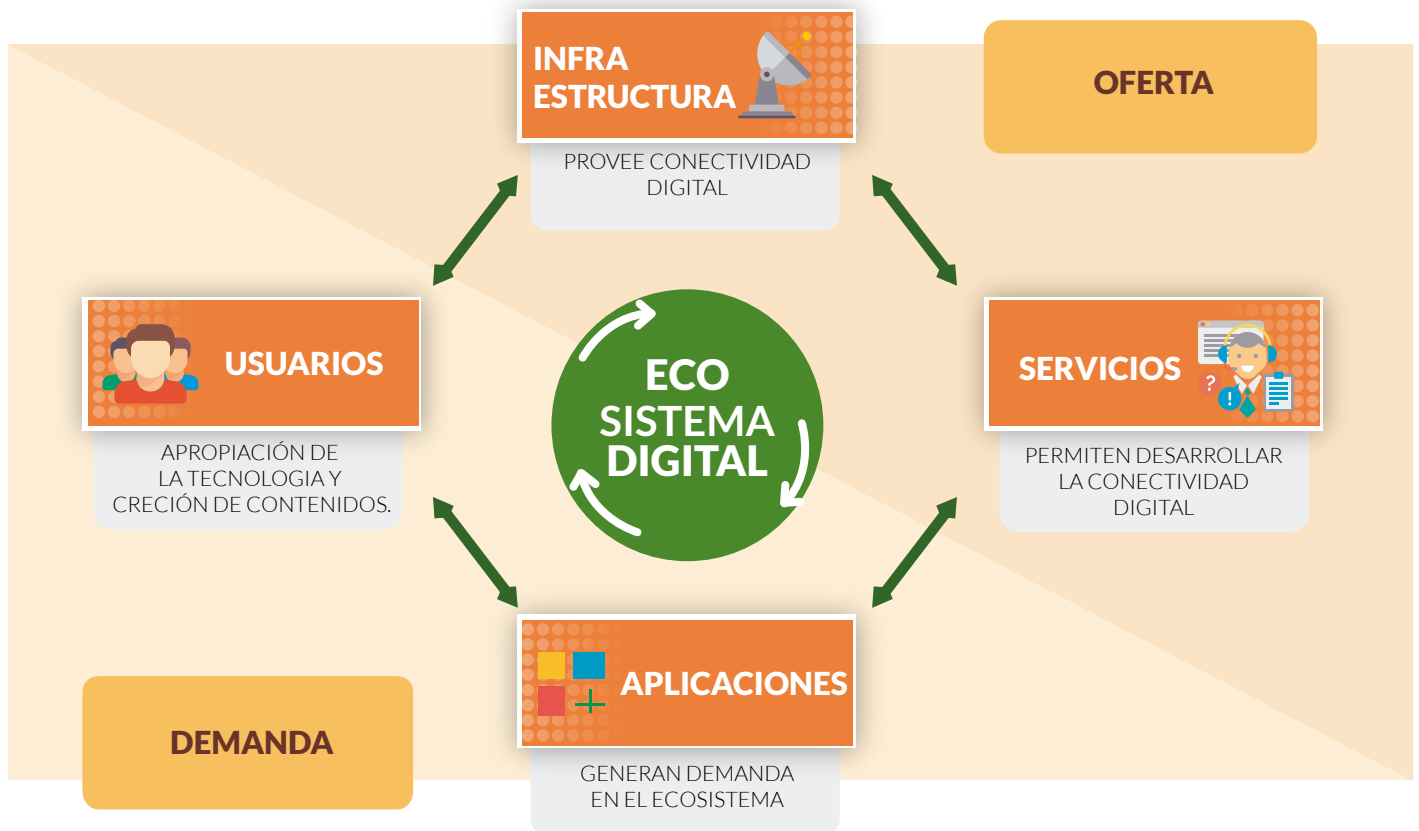 INFRA
ESTRUCTURA
PROVEE CONECTIVIDAD
DIGITAL
OFERTA
USUARIOS
APROPIACIÓN DE
LA TECNOLOGIA Y
CRECIÓN DE CONTENIDOS.
ECO
SISTEMA
DIGITAL
SERVICIOS
?
!
PERMITEN DESARROLLAR
LA CONECTIVIDAD
DIGITAL
DEMANDA
APLICACIONES
GENERAN DEMANDA
EN EL ECOSISTEMA